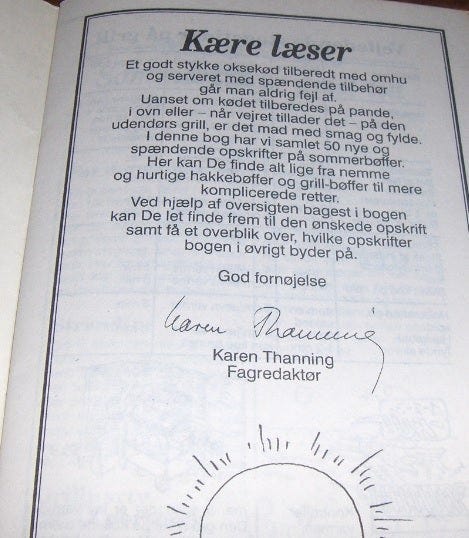 Kære læser
Et godt stykke oksekød tilberedt med omhu
og serveret med spændende tilbehør
går man aldrig fejl af.
Uanset om kødet tilberedes på pande,
i ovn eller – når vejret tillader det – på den
udendørs grill, er det mad med smag og fylde.
I denne bog har vi samlet 50 nye og
spændende opskrifter på sommerbøffer.
Her kan De finde alt lige fra nemme
og hurtige hakkebøffer og grill-bøffer til mere
komplicerede retter.
Ved hjælp af oversigten bagest i bogen
kan De let finde frem til den ønskede opskrift
samt få et overblik over, hvilke opskrifter
bogen i øvrigt byder på.
God fornøjelse
Karen Thanning
Karen Thanning
Fagredaktør